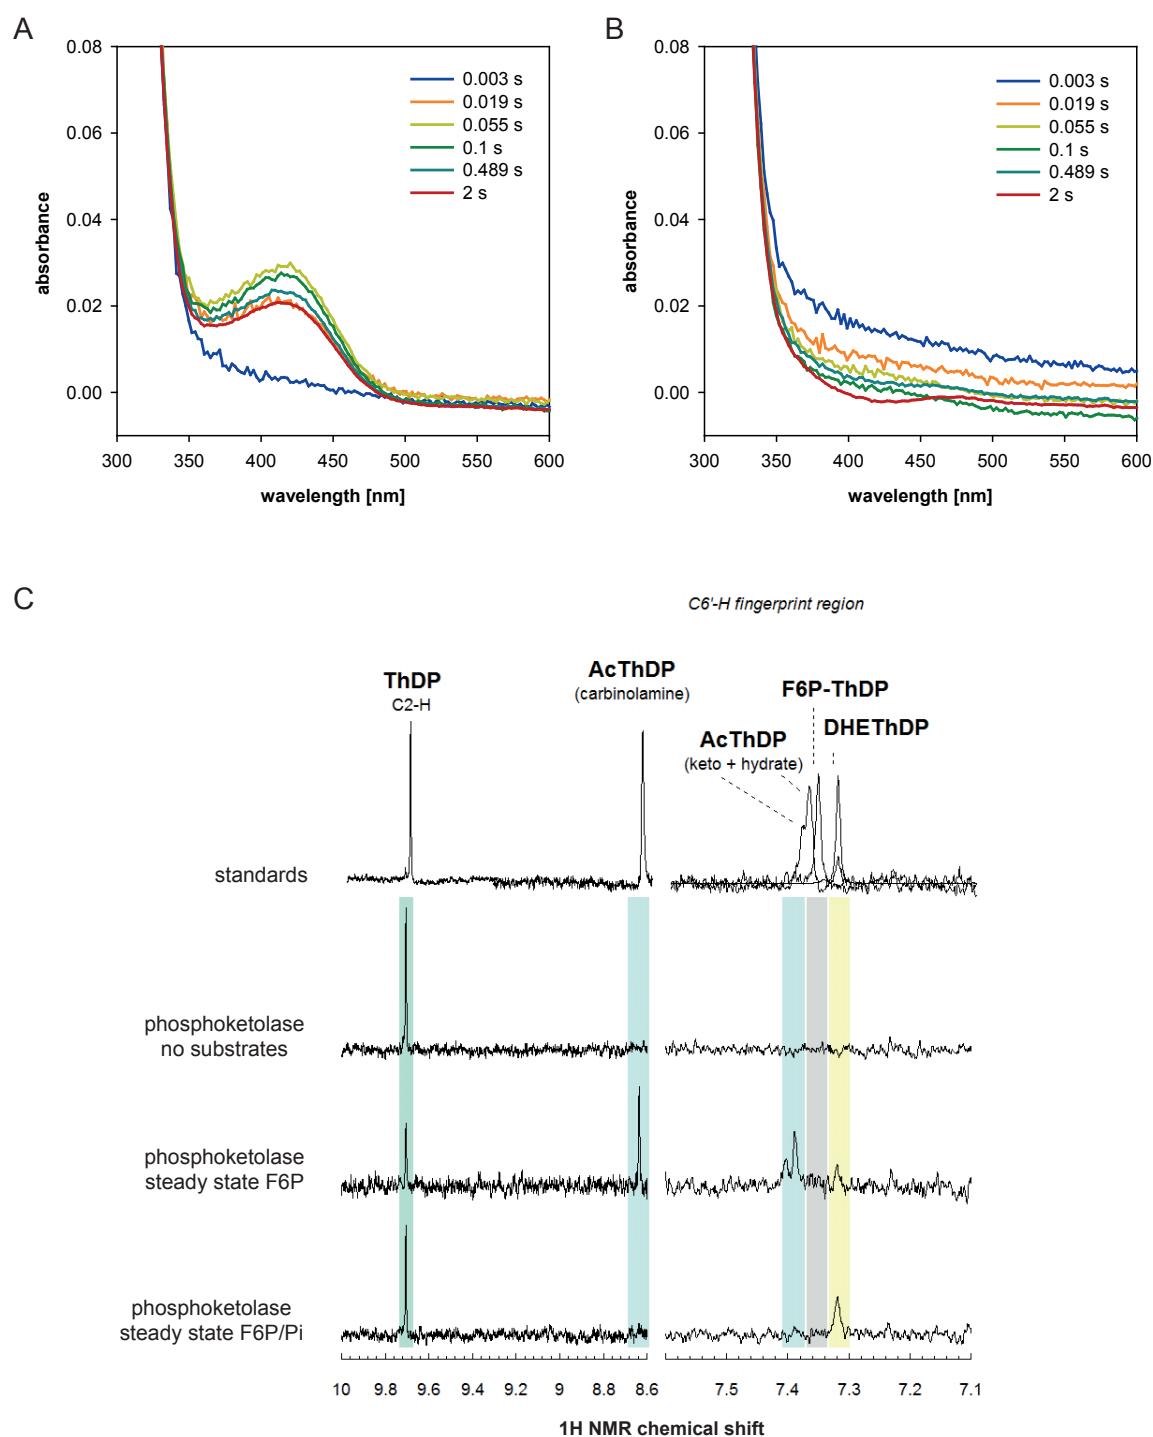 A
B
0.08
0.06
0.04
0.02
0.00
absorbance
0.003 s
0.019 s
0.055 s
0.1 s
0.489 s
2 s
300 350 400 450 500 550 600
wavelength [nm]
0.08
0.06
0.04
0.02
0.00
absorbance
0.003 s
0.019 s
0.055 s
0.1 s
0.489 s
2 s
300 350 400 450 500 550 600
wavelength [nm]
C
C6'-H fingerprint region
ThDP
C2-H
AcThDP
(carbinolamine)
F6P-ThDP
DHEThDP
AcThDP
(keto + hydrate)
standards
phosphoketolase
no substrates
phosphoketolase
steady state F6P
phosphoketolase
steady state F6P/Pi
10 9.8 9.6 9.4 9.2 9 8.8 8.6 7.5 7.4 7.3 7.2 7.1
1H NMR chemical shift